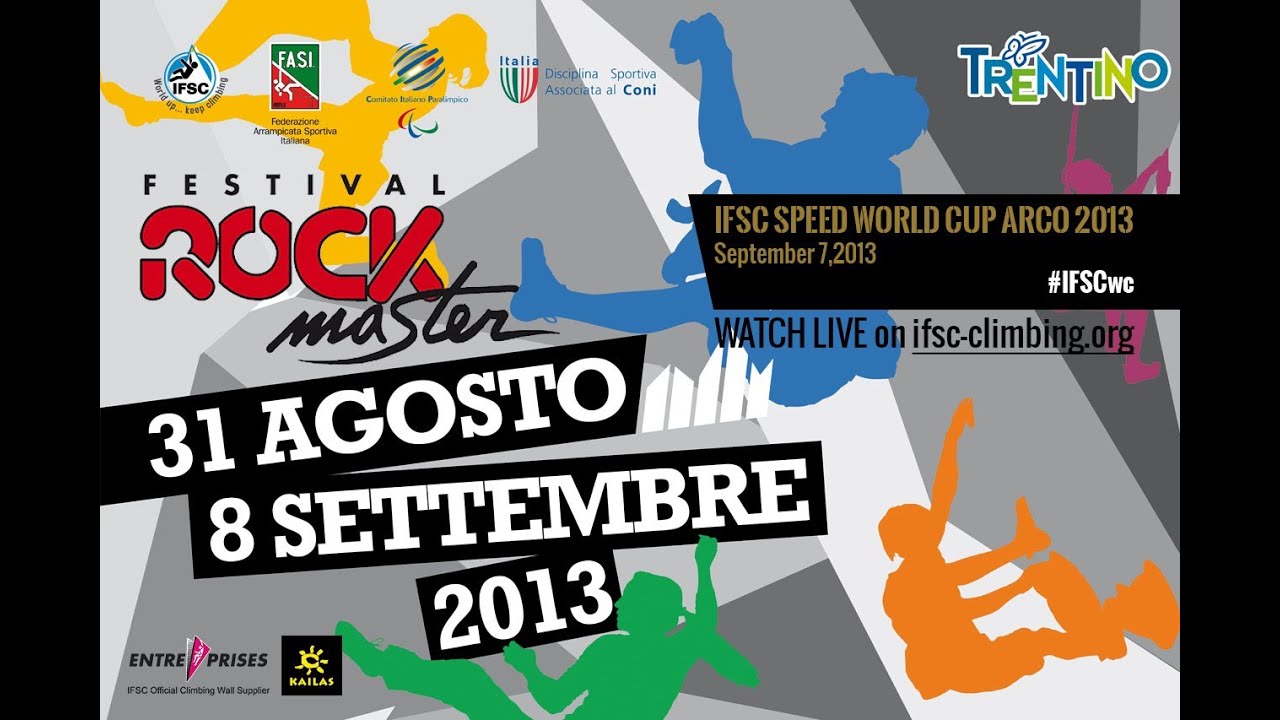 IFSC
World up... keep climbing
F.A.S.I.
Federazione
Arrampicata Sportiva
Italiana
Comitato Italiano Paralimpico
Italia
Disciplina Sportiva
Associata al Coni
TRENTINO
FESTIVAL
ROCK
master
IFSC SPEED WORLD CUP ARCO 2013
September 7,2013
#IFSCwc
WATCH LIVE on ifsc-climbing.org
31 AGOSTO
8 SETTEMBRE
2013
ENTRE PRISES
IFSC Official Climbing Wall Supplier
KAILAS